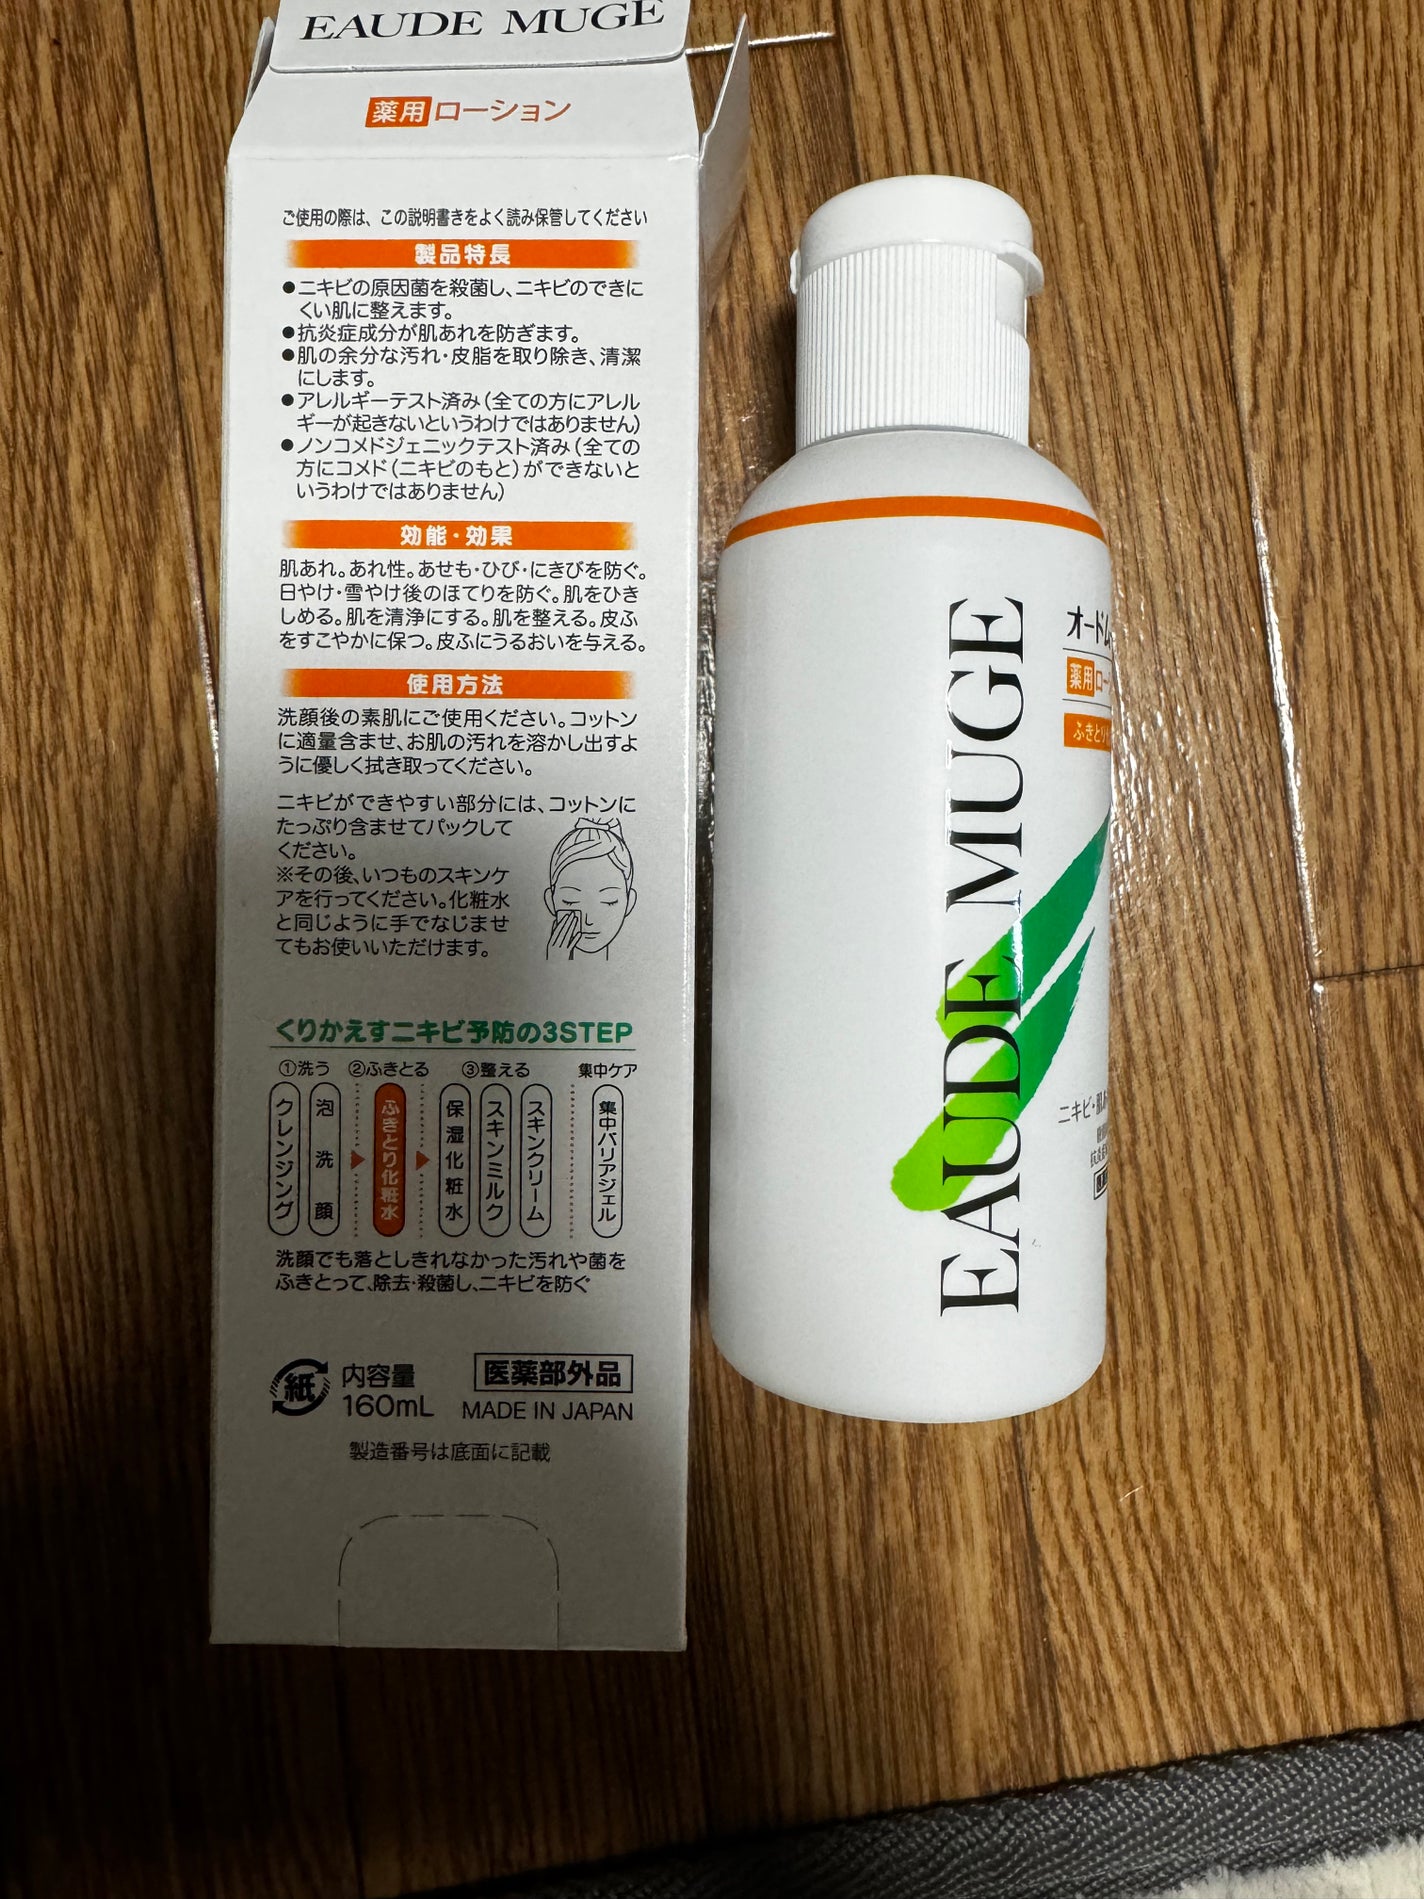 EAUDE MUGE
薬用ローション
ご使用の際は、この説明書きをよく読み保管してください
製品特長
●ニキビの原因菌を殺菌し、ニキビのできに
くい肌に整えます。
●抗炎症成分が肌あれを防ぎます。
●肌の余分な汚れ・皮脂を取り除き、清潔
にします。
●アレルギーテスト済み(全ての方にアレル
ギーが起きないというわけではありません)
●ノンコメドジェニックテスト済み(全ての
方にコメド(ニキビのもと)ができないと
いうわけではありません)
効能・効果
肌あれ。あれ性。あせも・ひび・にきびを防ぐ。
日やけ・雪やけ後のほてりを防ぐ。肌をひき
しめる。肌を清浄にする。肌を整える。皮ふ
をすこやかに保つ。皮ふにうるおいを与える。
使用方法
洗顔後の素肌にご使用ください。コットン
に適量含ませ、お肌の汚れを溶かし出すよ
うに優しく拭き取ってください。
ニキビができやすい部分には、コットンに
たっぷり含ませてパックして
ください。
※その後、いつものスキンケ
アを行ってください。化粧水
と同じように手でなじませ
てもお使いいただけます。
くりかえすニキビ予防の3STEP
①洗う ②ふきとる ③整える 集中ケア
クレンジング
泡洗顔
ふきとり化粧水
保湿化粧水
スキンミルク
スキンクリーム
集中バリアジェル
洗顔でも落としきれなかった汚れや菌を
ふきとって、除去・殺菌し、ニキビを防ぐ
紙
内容量
160mL
医薬部外品
MADE IN JAPAN
製造番号は底面に記載
EAUDE MUGE
オードム
薬用ロー
ふきとり
ニキビ・肌